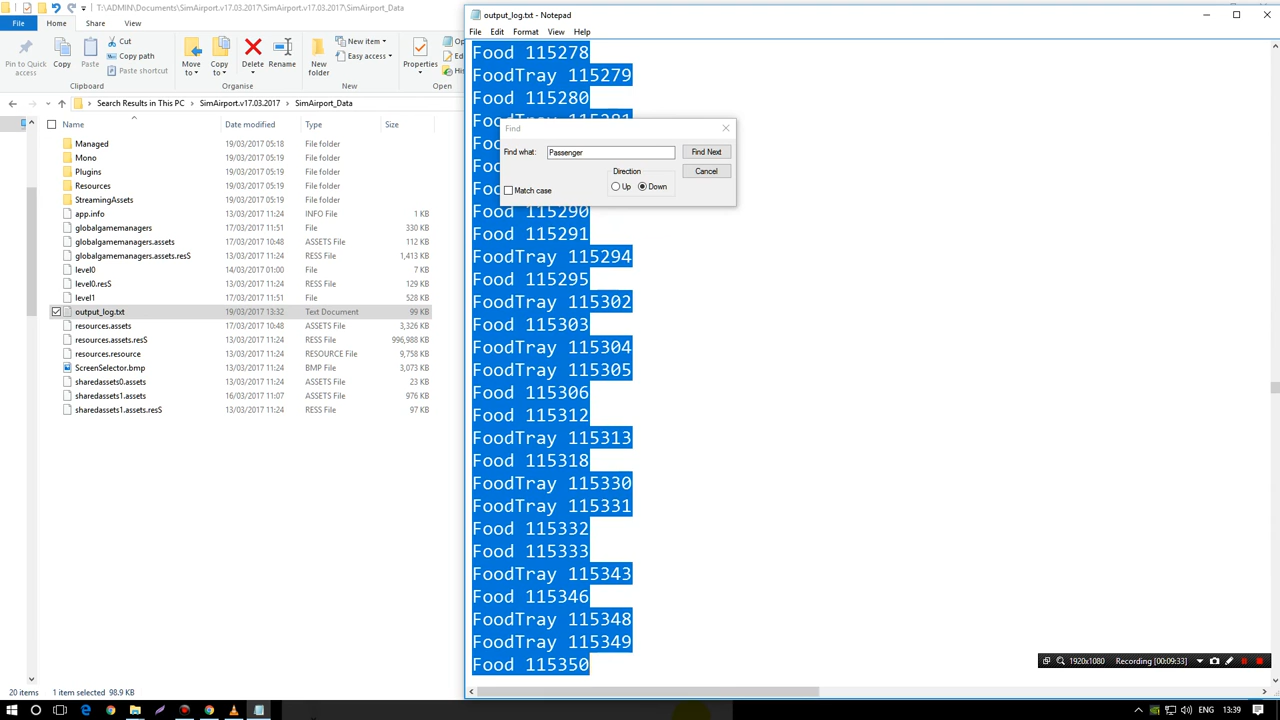 T:\ADMIN\Documents\SimAirport.v17.03.2017\SimAirport.v17.03.2017\SimAirport_Data
File Home Share View
Pin to Quick access
Copy
Paste
Cut
Copy path
Paste shortcut
Clipboard
Move to
Copy to
Delete
Rename
Organise
New folder
New item
Easy access
New
Properties
Open
Search Results in This PC SimAirport.v17.03.2017 SimAirport_Data
Name Date modified Type Size
Managed 19/03/2017 05:18 File folder
Mono 19/03/2017 05:19 File folder
Plugins 19/03/2017 05:19 File folder
Resources 19/03/2017 05:19 File folder
StreamingAssets 19/03/2017 05:19 File folder
app.info 13/03/2017 11:24 INFO File 1 KB
globalgamemanagers 17/03/2017 11:51 File 330 KB
globalgamemanagers.assets 17/03/2017 10:48 ASSETS File 112 KB
globalgamemanagers.assets.resS 13/03/2017 11:24 RESS File 1,413 KB
level0 14/03/2017 01:00 File 7 KB
level0.resS 13/03/2017 11:24 RESS File 129 KB
level1 17/03/2017 11:51 File 528 KB
output_log.txt 19/03/2017 13:32 Text Document 99 KB
resources.assets 17/03/2017 10:48 ASSETS File 3,326 KB
resources.assets.resS 13/03/2017 11:24 RESS File 996,988 KB
resources.resource 13/03/2017 11:24 RESOURCE File 9,758 KB
ScreenSelector.bmp 13/03/2017 11:24 BMP File 3,073 KB
sharedassets0.assets 13/03/2017 11:24 ASSETS File 23 KB
sharedassets1.assets 16/03/2017 11:07 ASSETS File 976 KB
sharedassets1.assets.resS 13/03/2017 11:24 RESS File 97 KB
20 items 1 item selected 98.9 KB
output_log.txt - Notepad
File Edit Format View Help
Food 115278
FoodTray 115279
Food 115280
Find
Find what: Passenger Find Next
Direction Cancel
Up Down
Match case
Food 115290
Food 115291
FoodTray 115294
Food 115295
FoodTray 115302
Food 115303
FoodTray 115304
FoodTray 115305
Food 115306
Food 115312
FoodTray 115313
Food 115318
FoodTray 115330
FoodTray 115331
Food 115332
Food 115333
FoodTray 115343
Food 115346
FoodTray 115348
FoodTray 115349
Food 115350
1920x1080 Recording [00:09:33]
ENG 13:39